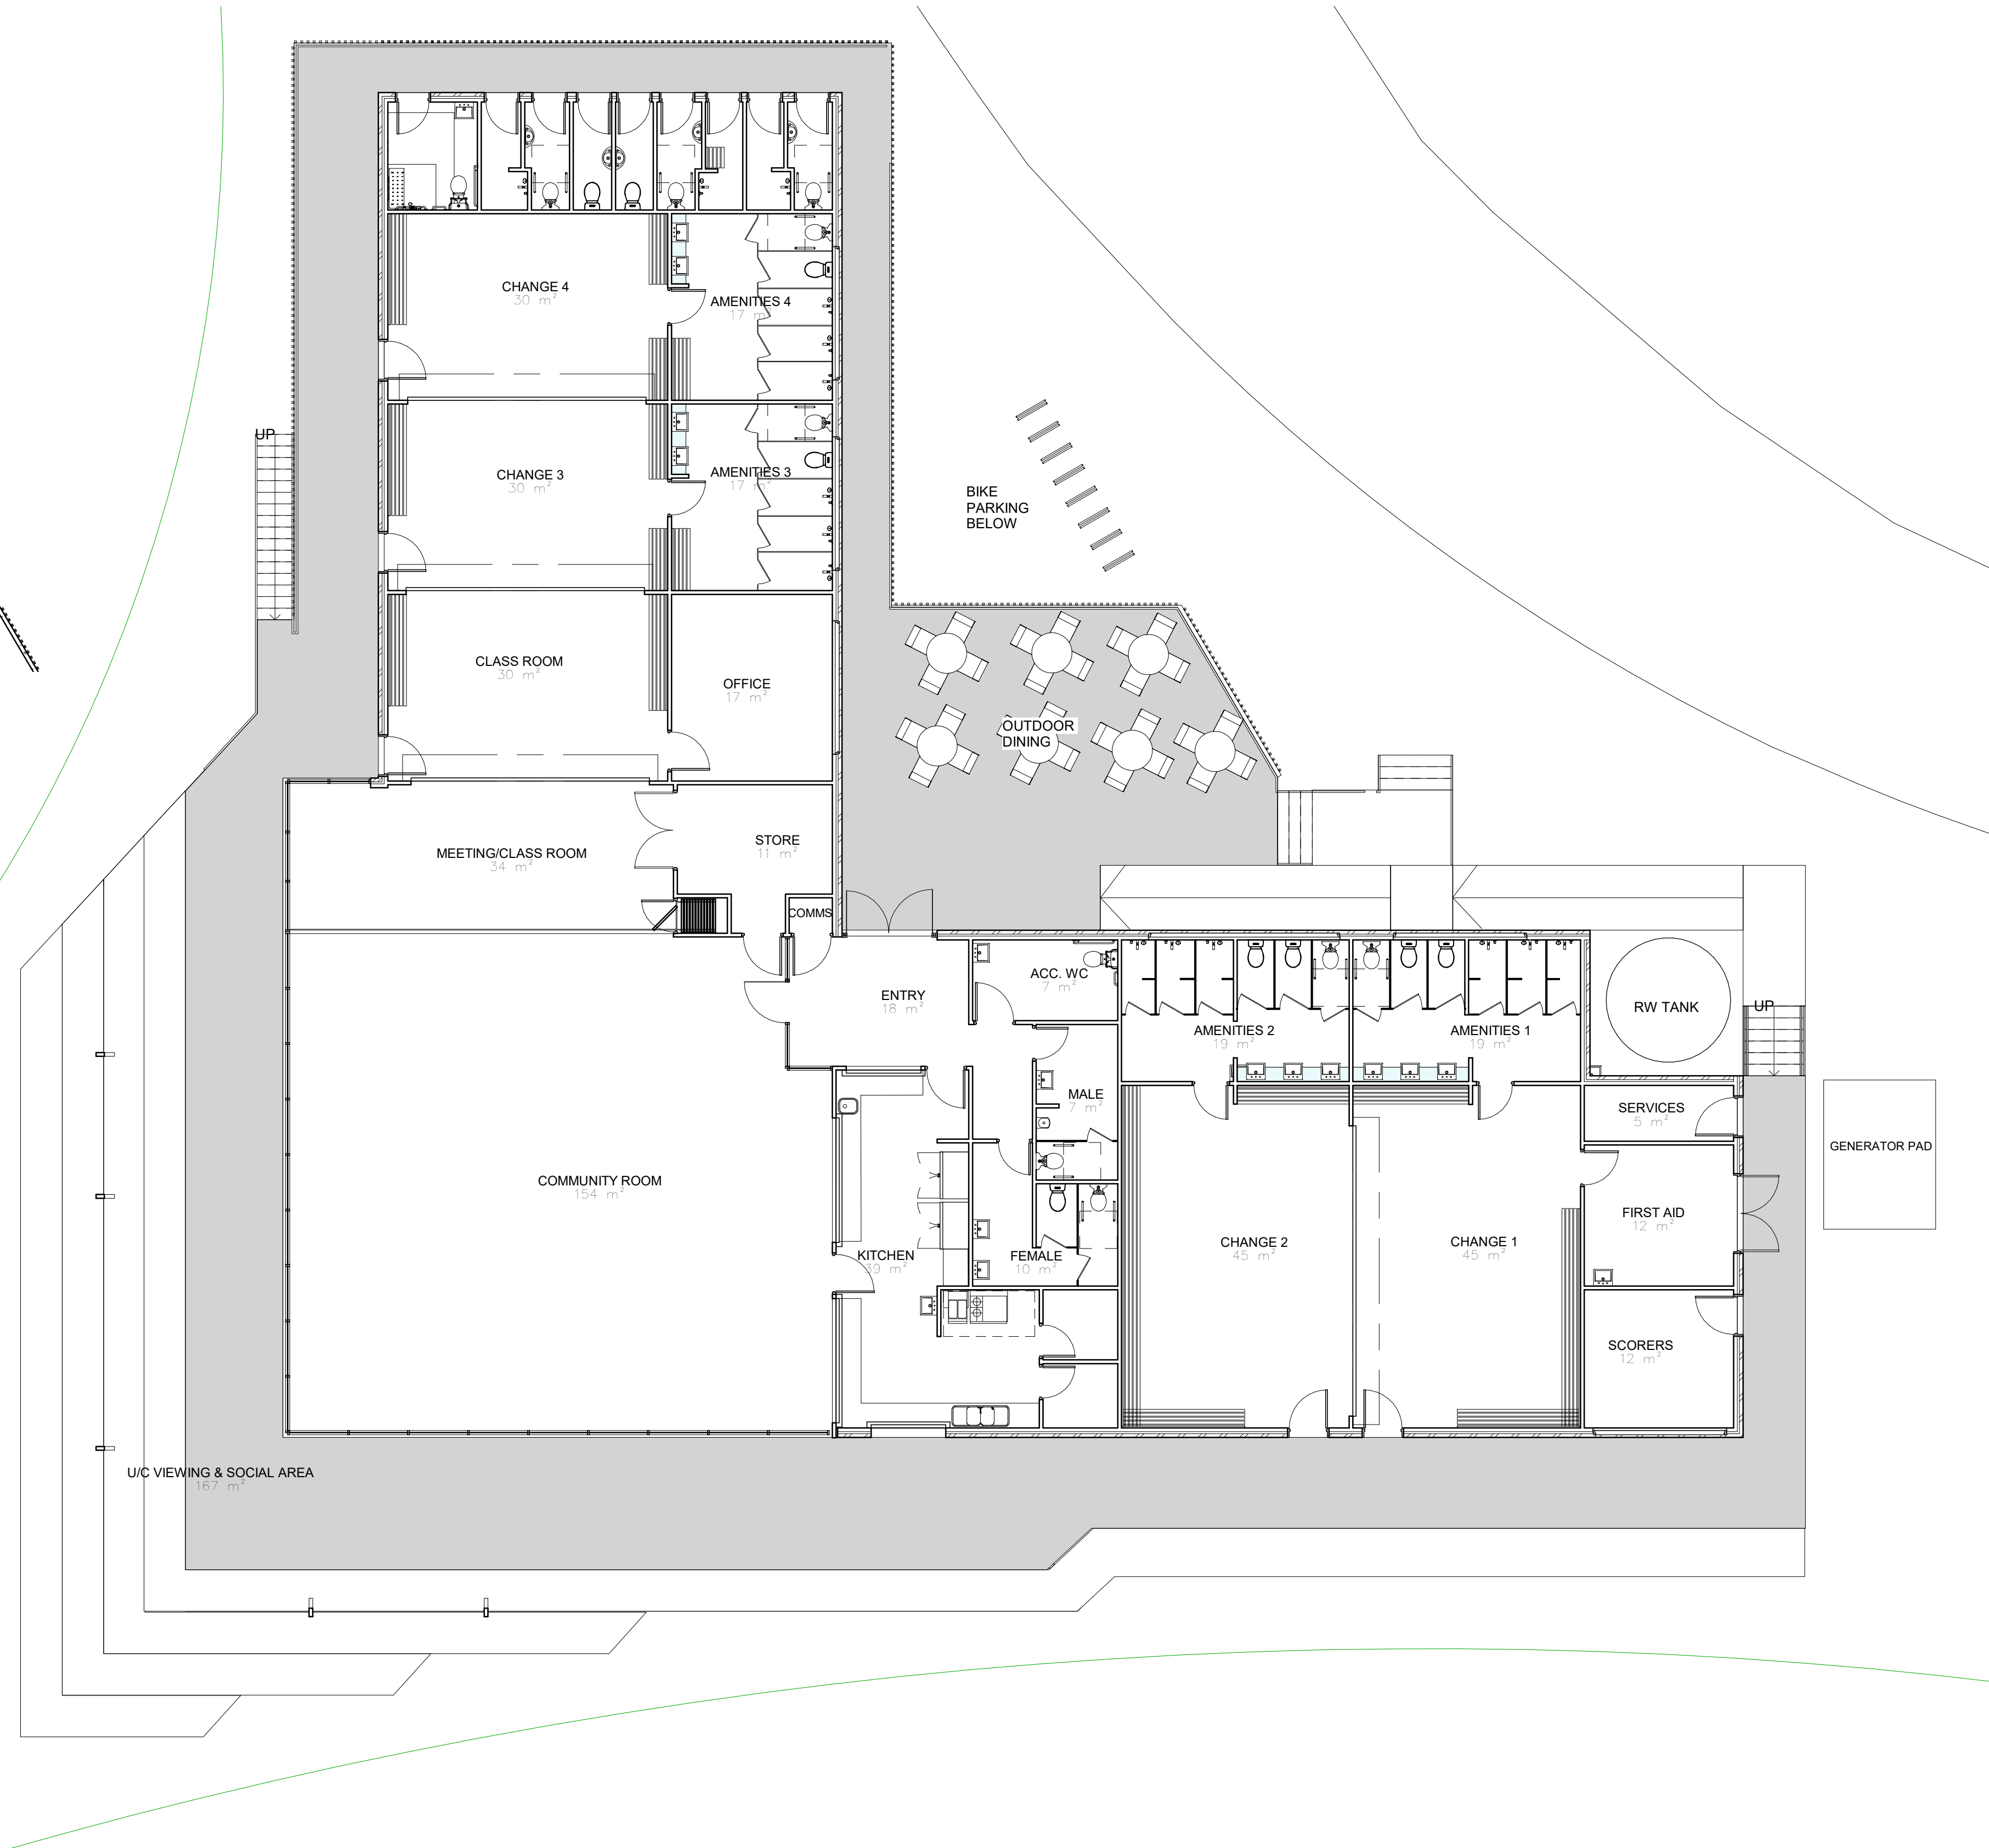 CHANGE 4
30 m²
AMENITIES 4
17 m²
UP
CHANGE 3
30 m²
AMENITIES 3
17 m²
BIKE
PARKING
BELOW
CLASS ROOM
30 m²
OFFICE
17 m²
OUTDOOR
DINING
MEETING/CLASS ROOM
34 m²
STORE
11 m²
COMMS
ENTRY
18 m²
ACC. WC
7 m²
AMENITIES 2
19 m²
AMENITIES 1
19 m²
RW TANK
UP
MALE
7 m²
SERVICES
5 m²
GENERATOR PAD
COMMUNITY ROOM
154 m²
KITCHEN
39 m²
FEMALE
10 m²
CHANGE 2
45 m²
CHANGE 1
45 m²
FIRST AID
12 m²
SCORERS
12 m²
U/C VIEWING & SOCIAL AREA
167 m²